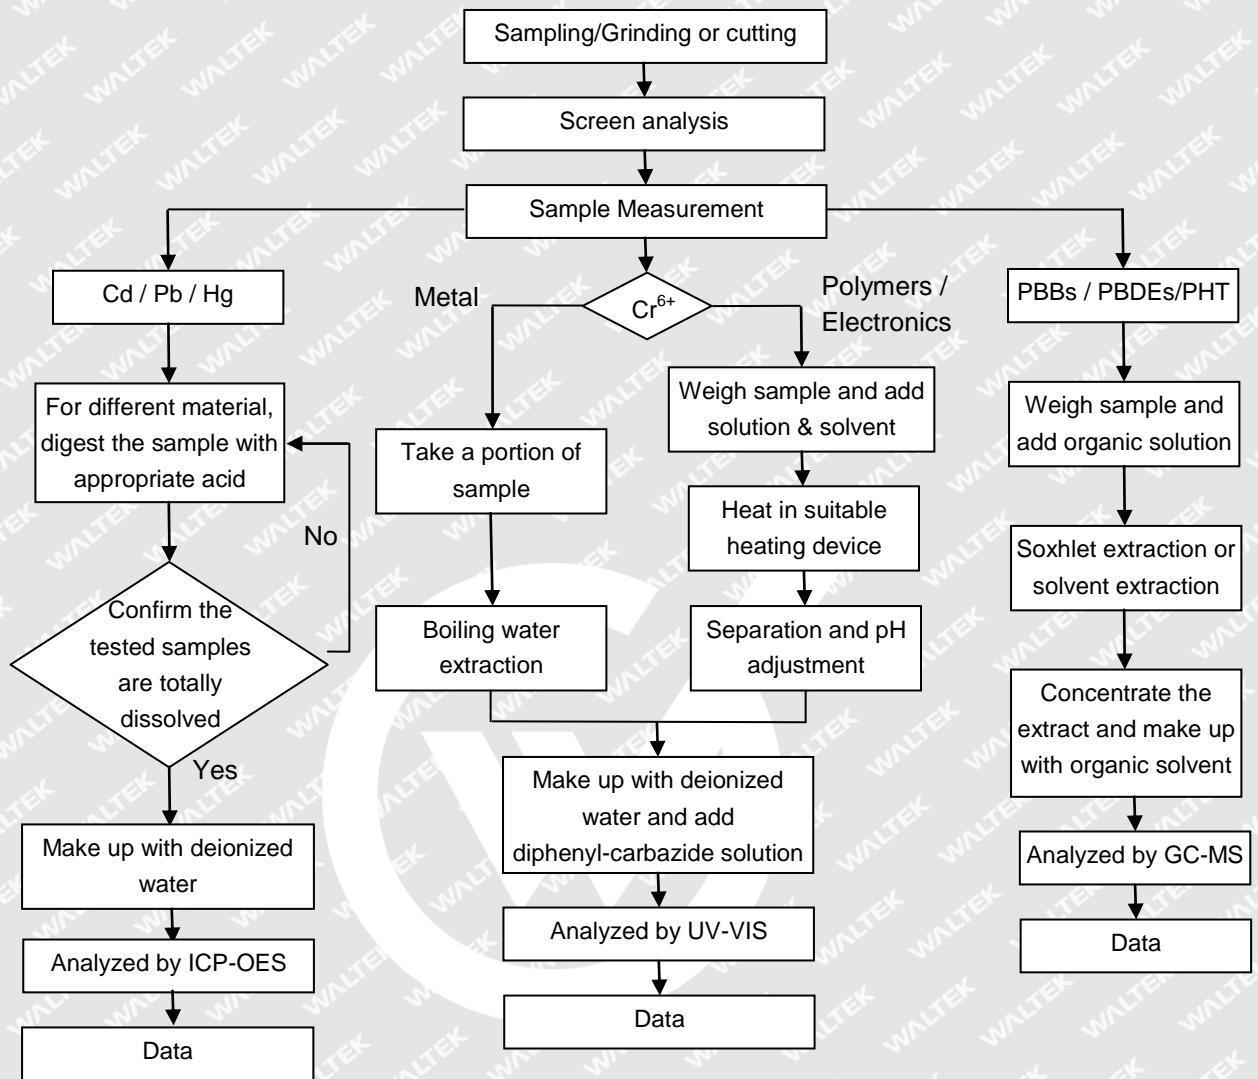 Sampling/Grinding or cutting
Screen analysis
Sample Measurement
Cd / Pb / Hg
For different material,
digest the sample with
appropriate acid
No
Confirm the
tested samples
are totally
dissolved
Yes
Make up with deionized
water
Analyzed by ICP-OES
Data
Cr6+
Metal
Take a portion of
sample
Boiling water
extraction
Polymers /
Electronics
Weigh sample and add
solution & solvent
Heat in suitable
heating device
Separation and pH
adjustment
Make up with deionized
water and add
diphenyl-carbazide solution
Analyzed by UV-VIS
Data
PBBs / PBDEs/PHT
Weigh sample and
add organic solution
Soxhlet extraction or
solvent extraction
Concentrate the
extract and make up
with organic solvent
Analyzed by GC-MS
Data
WALTEK